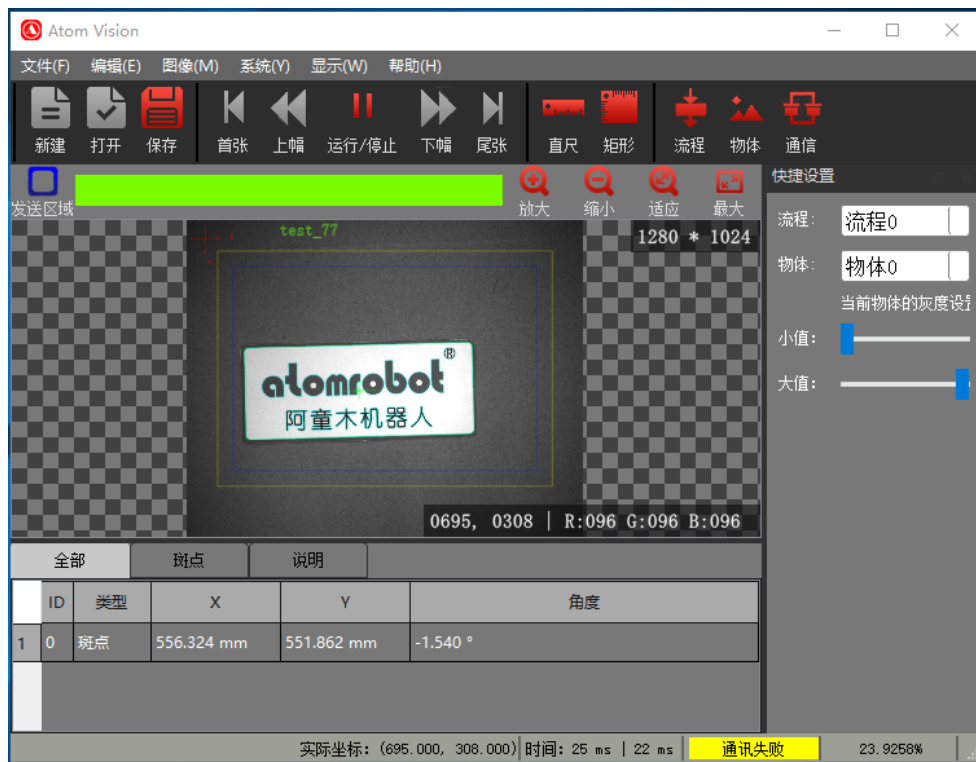 Atom Vision
文件(F) 编辑(E) 图像(M) 系统(Y) 显示(W) 帮助(H)
新建 打开 保存 首张 上幅 运行/停止 下幅 尾张 直尺 矩形 流程 物体 通信
发送区域 放大 缩小 适应 最大
快捷设置
test_77
1280 * 1024
流程: 流程0
物体: 物体0
当前物体的灰度设
小值:
大值:
atomrobot®
阿童木机器人
0695, 0308 | R:096 G:096 B:096
全部 斑点 说明
ID 类型 X Y 角度
1 0 斑点 556.324 mm 551.862 mm -1.540 °
实际坐标: (695.000, 308.000) 时间: 25 ms | 22 ms 通讯失败 23.9258%